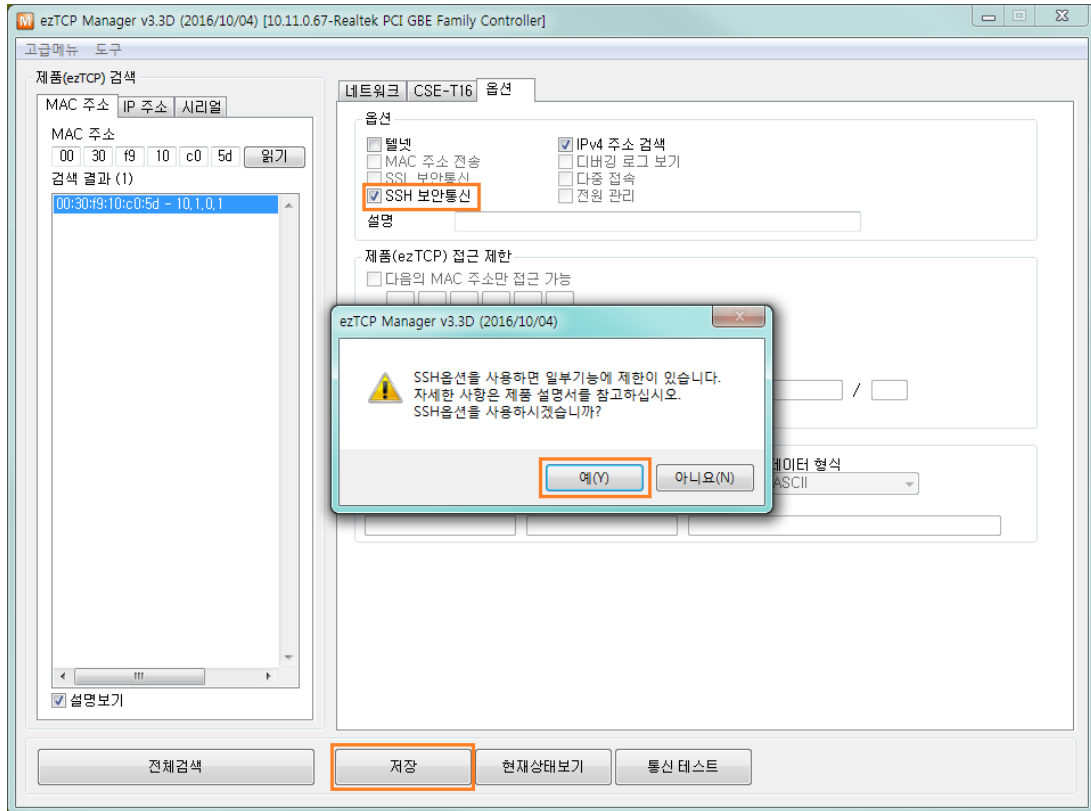 ezTCP Manager v3.3D (2016/10/04) [10.11.0.67-Realtek PCI GBE Family Controller]
고급메뉴 도구
제품(ezTCP) 검색
MAC 주소 IP 주소 시리얼
MAC 주소
00 30 f9 10 c0 5d 읽기
검색 결과 (1)
00:30:f9:10:c0:5d - 10,1,0,1
설명보기
네트워크 CSE-T16 옵션
옵션
텔넷 IPv4 주소 검색
MAC 주소 전송 디버깅 로그 보기
SSL 보안통신 다중 접속
SSH 보안통신 전원 관리
설명
제품(ezTCP) 접근 제한
다음의 MAC 주소만 접근 가능
/
데이터 형식
ASCII
ezTCP Manager v3.3D (2016/10/04)
SSH옵션을 사용하면 일부기능에 제한이 있습니다.
자세한 사항은 제품 설명서를 참고하십시오.
SSH옵션을 사용하시겠습니까?
예(Y) 아니요(N)
전체검색 저장 현재상태보기 통신 테스트